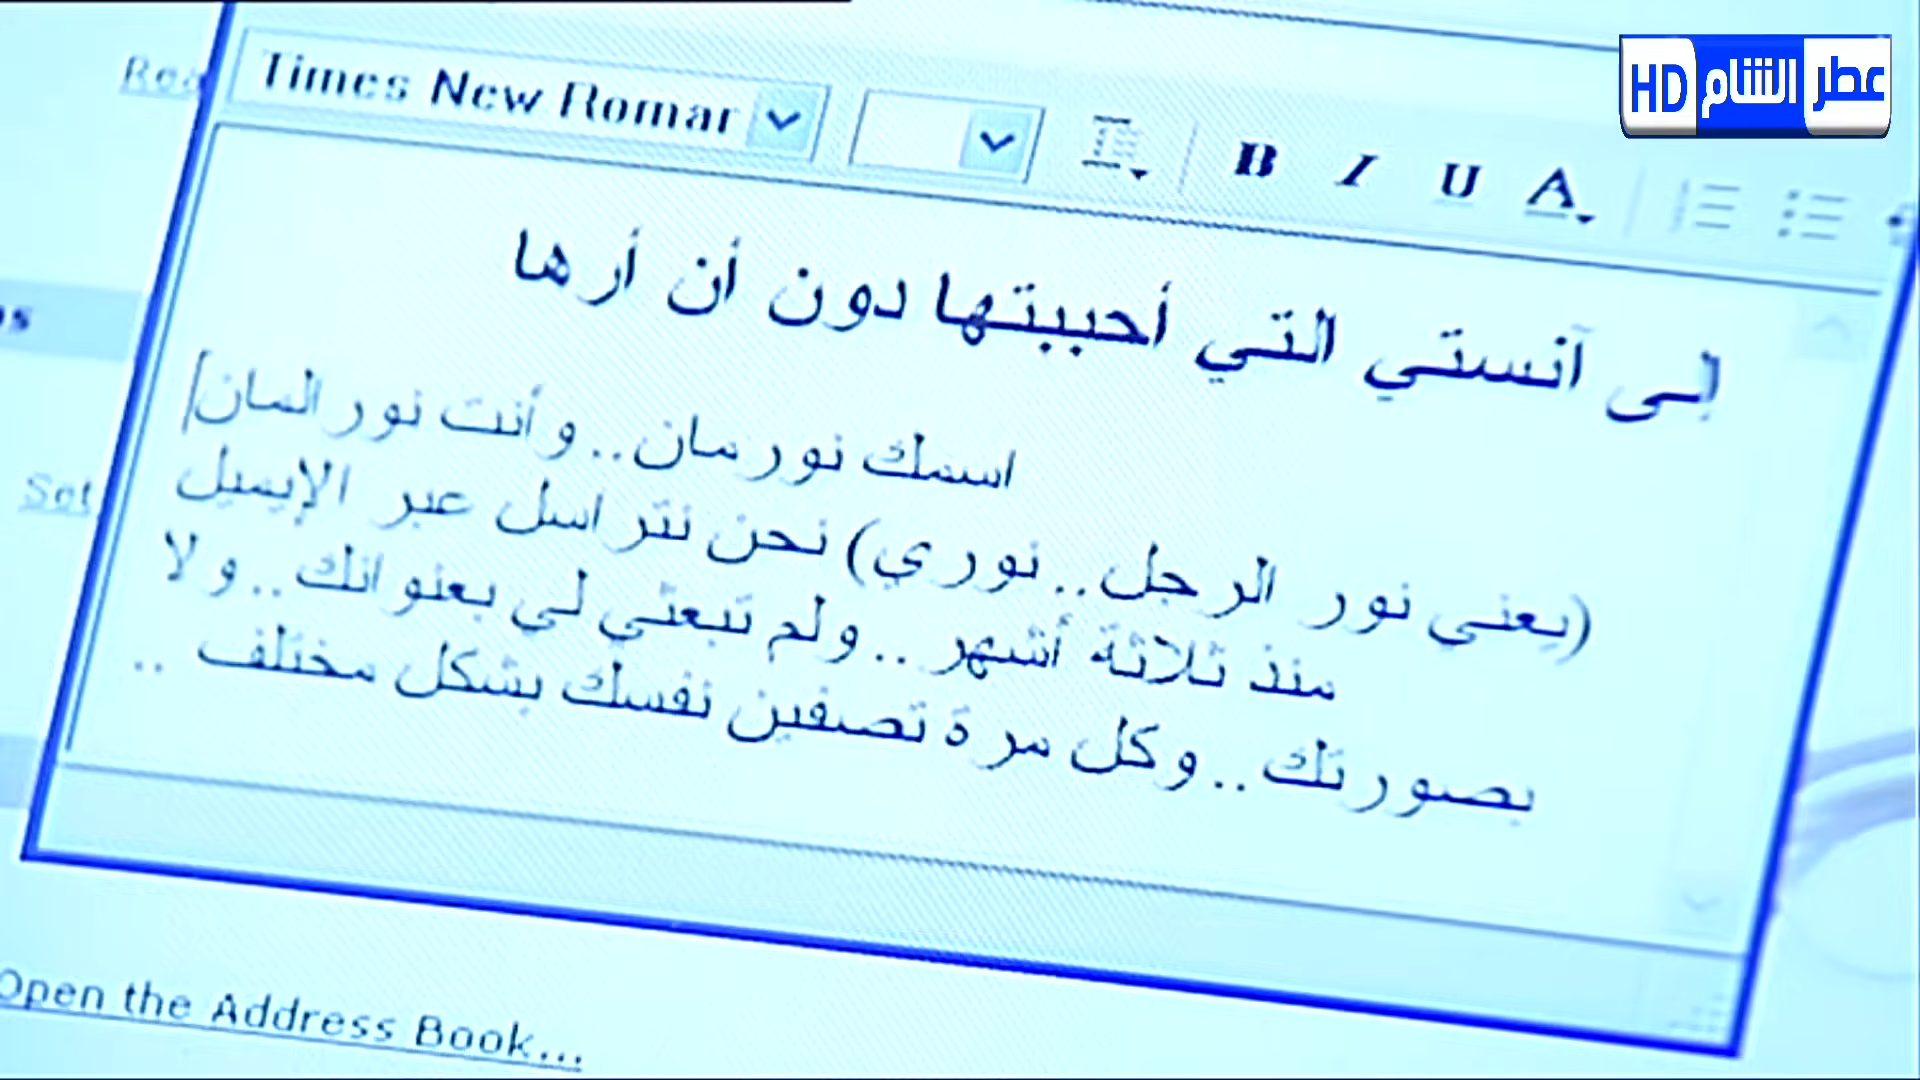 عطر الشام HD
Times New Roman
B I U A
إلى آنستي التي أحببتها دون أن أرها
اسمك نورمان.. وأنت نورالمان
(يعني نور الرجل.. نوري) نحن نتراسل عبر الإيميل
منذ ثلاثة أشهر.. ولم تبعثي لي بعنوانك.. ولا
بصورتك.. وكل مرة تصفين نفسك بشكل مختلف ..
Open the Address Book...